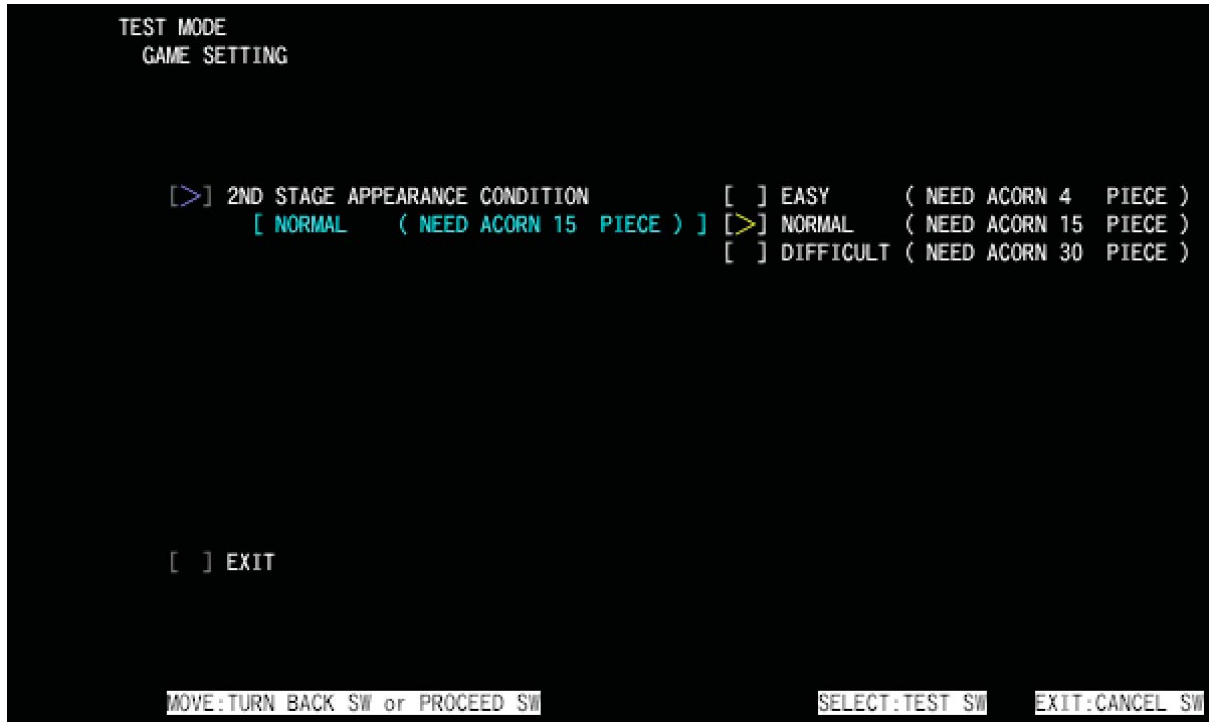 TEST MODE
GAME SETTING
[>] 2ND STAGE APPEARANCE CONDITION [ ] EASY ( NEED ACORN 4 PIECE )
[ NORMAL ( NEED ACORN 15 PIECE ) ] [>] NORMAL ( NEED ACORN 15 PIECE )
[ ] DIFFICULT ( NEED ACORN 30 PIECE )
[ ] EXIT
MOVE:TURN BACK SW or PROCEED SW SELECT:TEST SW EXIT:CANCEL SW